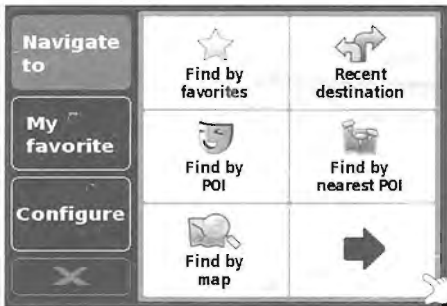 Navigate
to
My
favorite
Configure
Find by
favorites
Recent
destination
Find by
POI
Find by
nearest POI
Find by
map